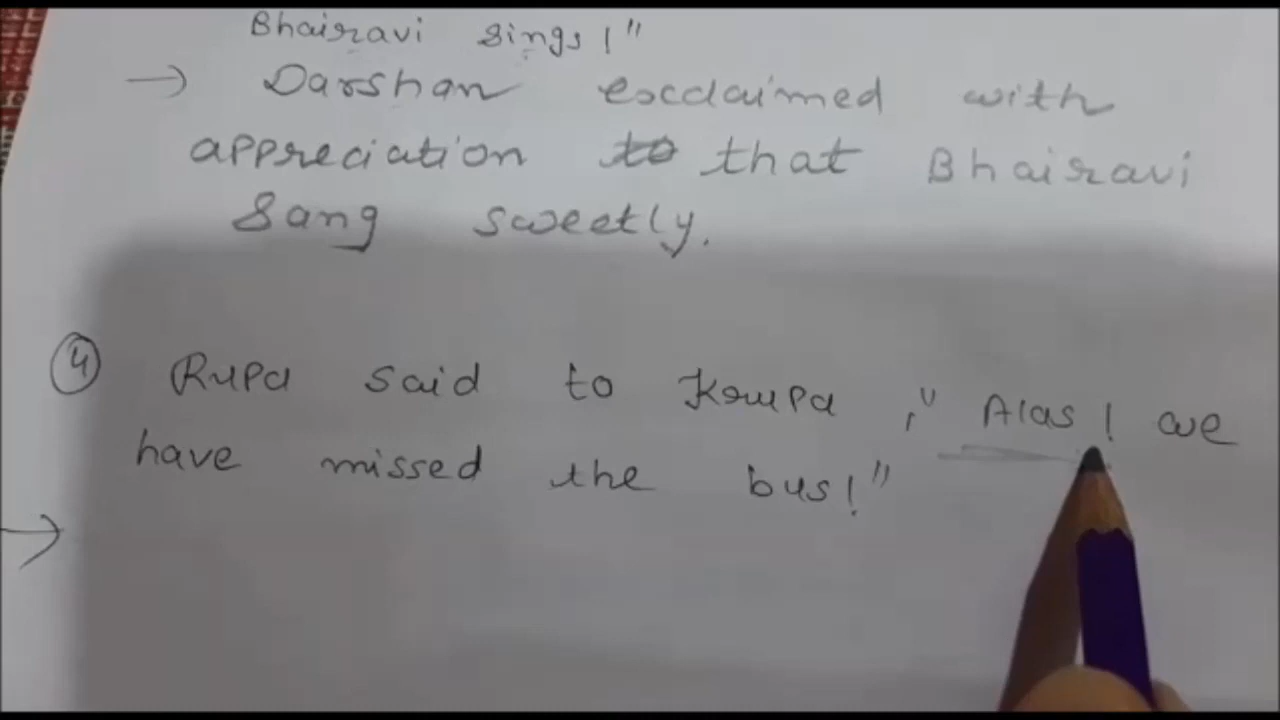 Bhairavi sings!"
→ Darshan exclaimed with
appreciation to that Bhairavi
Sang sweetly.
④ Rupa said to Krupa ," Alas! we
have missed the bus!"
→